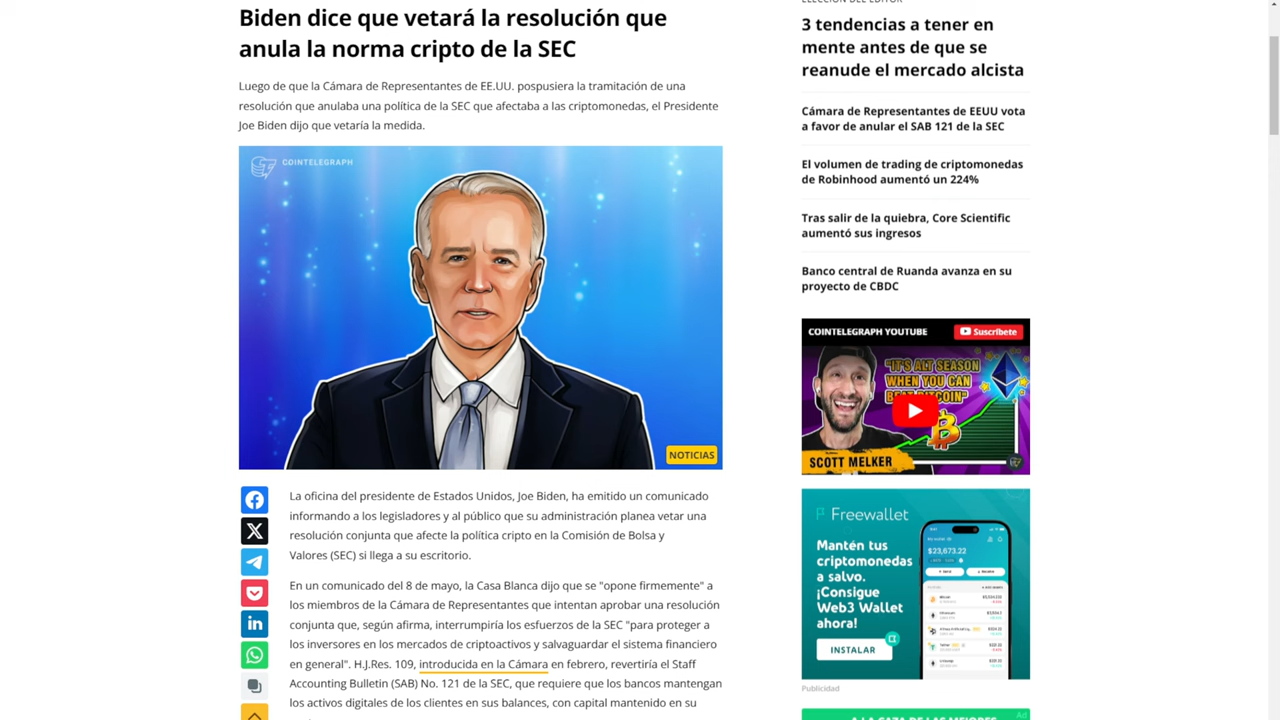 Biden dice que vetará la resolución que
anula la norma cripto de la SEC
Luego de que la Cámara de Representantes de EE.UU. pospusiera la tramitación de una
resolución que anulaba una política de la SEC que afectaba a las criptomonedas, el Presidente
Joe Biden dijo que vetaría la medida.
COINTELEGRAPH
NOTICIAS
La oficina del presidente de Estados Unidos, Joe Biden, ha emitido un comunicado
informando a los legisladores y al público que su administración planea vetar una
resolución conjunta que afecte la política cripto en la Comisión de Bolsa y
Valores (SEC) si llega a su escritorio.
En un comunicado del 8 de mayo, la Casa Blanca dijo que se "opone firmemente" a
los miembros de la Cámara de Representantes que intentan aprobar una resolución
njunta que, según afirma, interrumpiría los esfuerzos de la SEC "para proteger a
inversores en los mercados de criptoactivos y salvaguardar el sistema financiero
en general". H.J.Res. 109, introducida en la Cámara en febrero, revertiría el Staff
Accounting Bulletin (SAB) No. 121 de la SEC, que requiere que los bancos mantengan
los activos digitales de los clientes en sus balances, con capital mantenido en su
ELECCIÓN DEL EDITOR
3 tendencias a tener en
mente antes de que se
reanude el mercado alcista
Cámara de Representantes de EEUU vota
a favor de anular el SAB 121 de la SEC
El volumen de trading de criptomonedas
de Robinhood aumentó un 224%
Tras salir de la quiebra, Core Scientific
aumentó sus ingresos
Banco central de Ruanda avanza en su
proyecto de CBDC
COINTELEGRAPH YOUTUBE
Suscríbete
"IT'S ALT SEASON
WHEN YOU CAN
BEAT BITCOIN"
SCOTT MELKER
Freewallet
Mantén tus
criptomonedas
a salvo.
¡Consigue
Web3 Wallet
ahora!
INSTALAR
$23,673.22
Publicidad
A LA CAZA DE LAS MEJORES
Ad